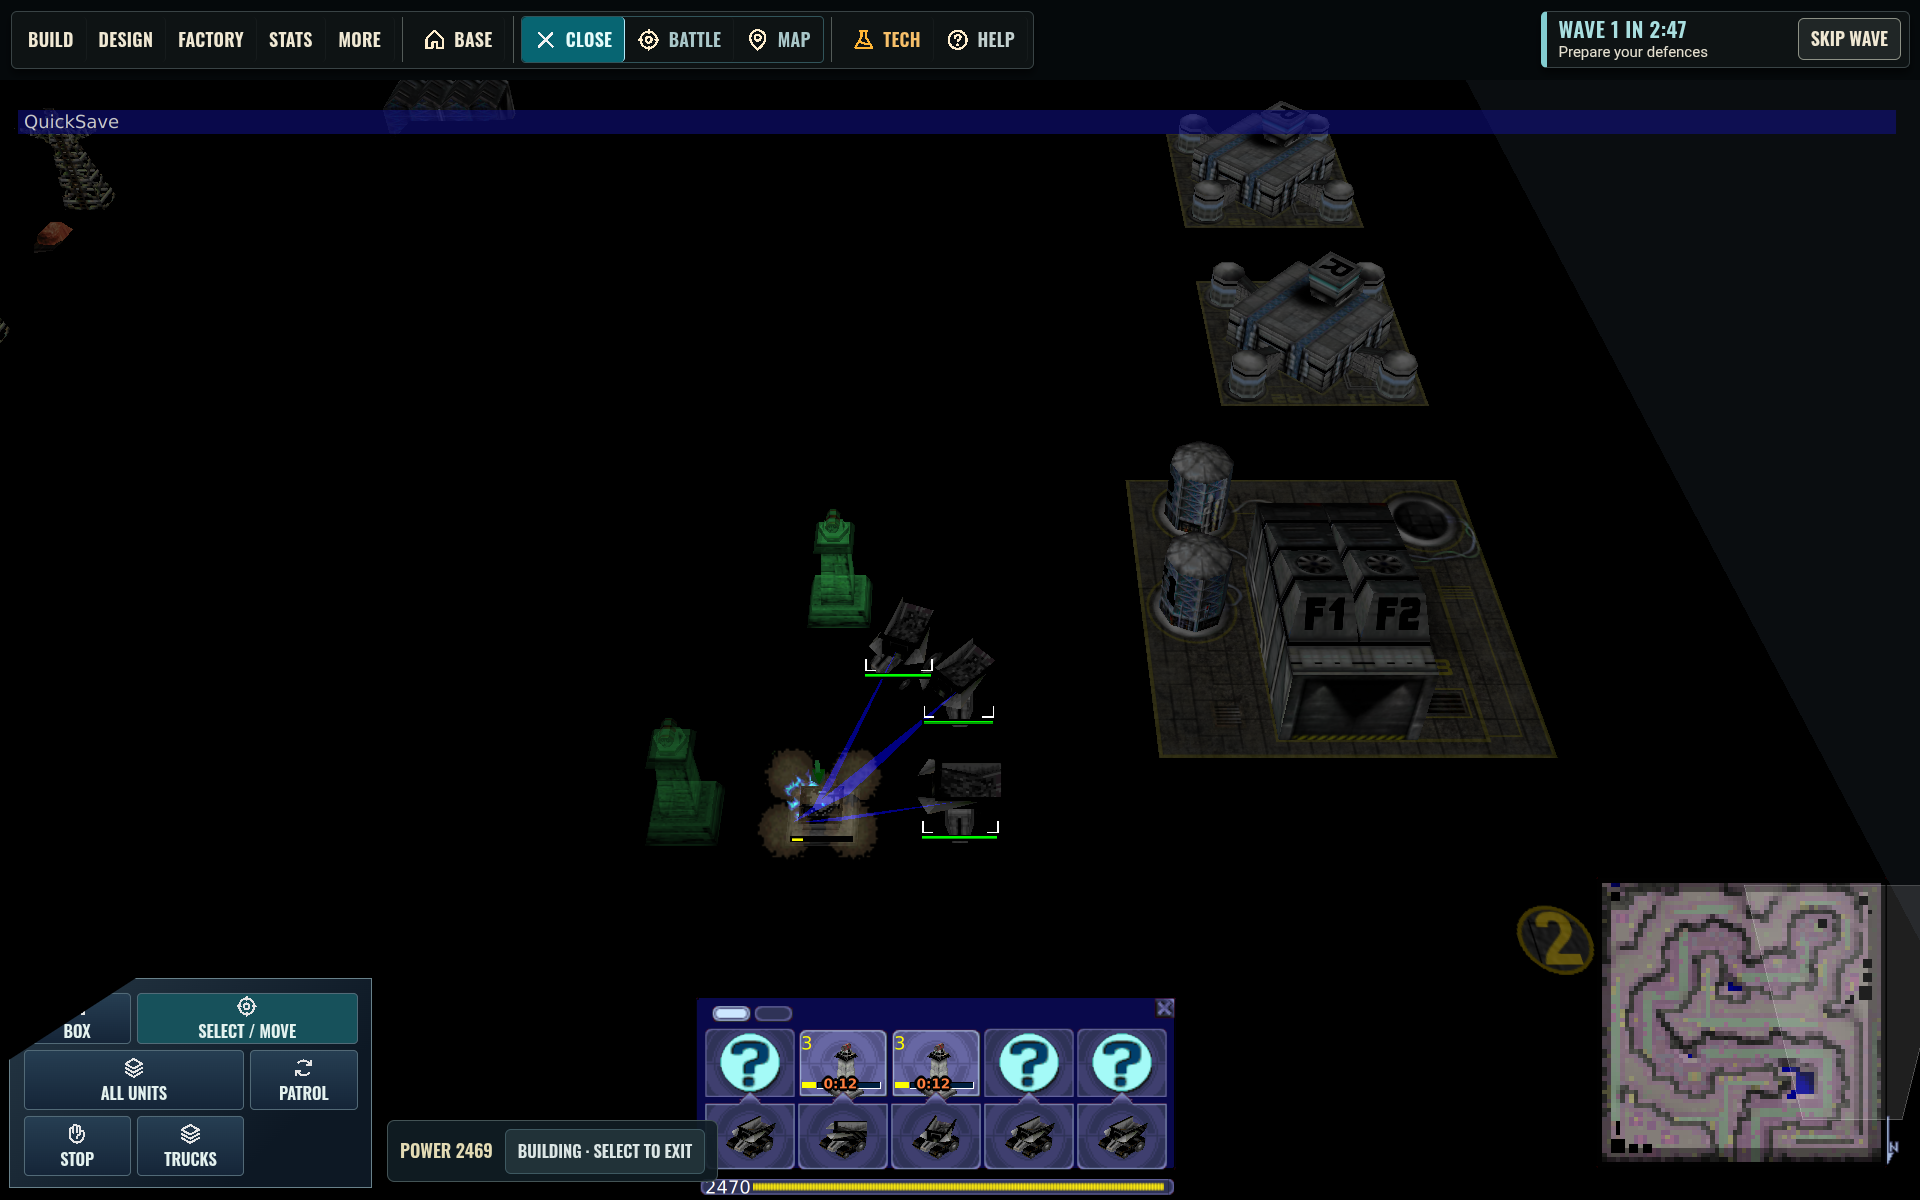 BUILD DESIGN FACTORY STATS MORE BASE CLOSE BATTLE MAP TECH HELP
WAVE 1 IN 2:47
Prepare your defences
SKIP WAVE
QuickSave
R
R
F1 F2
2
BOX
SELECT / MOVE
ALL UNITS
PATROL
STOP
TRUCKS
POWER 2469
BUILDING · SELECT TO EXIT
? 3 0:12 3 0:12 ? ?
2470
N